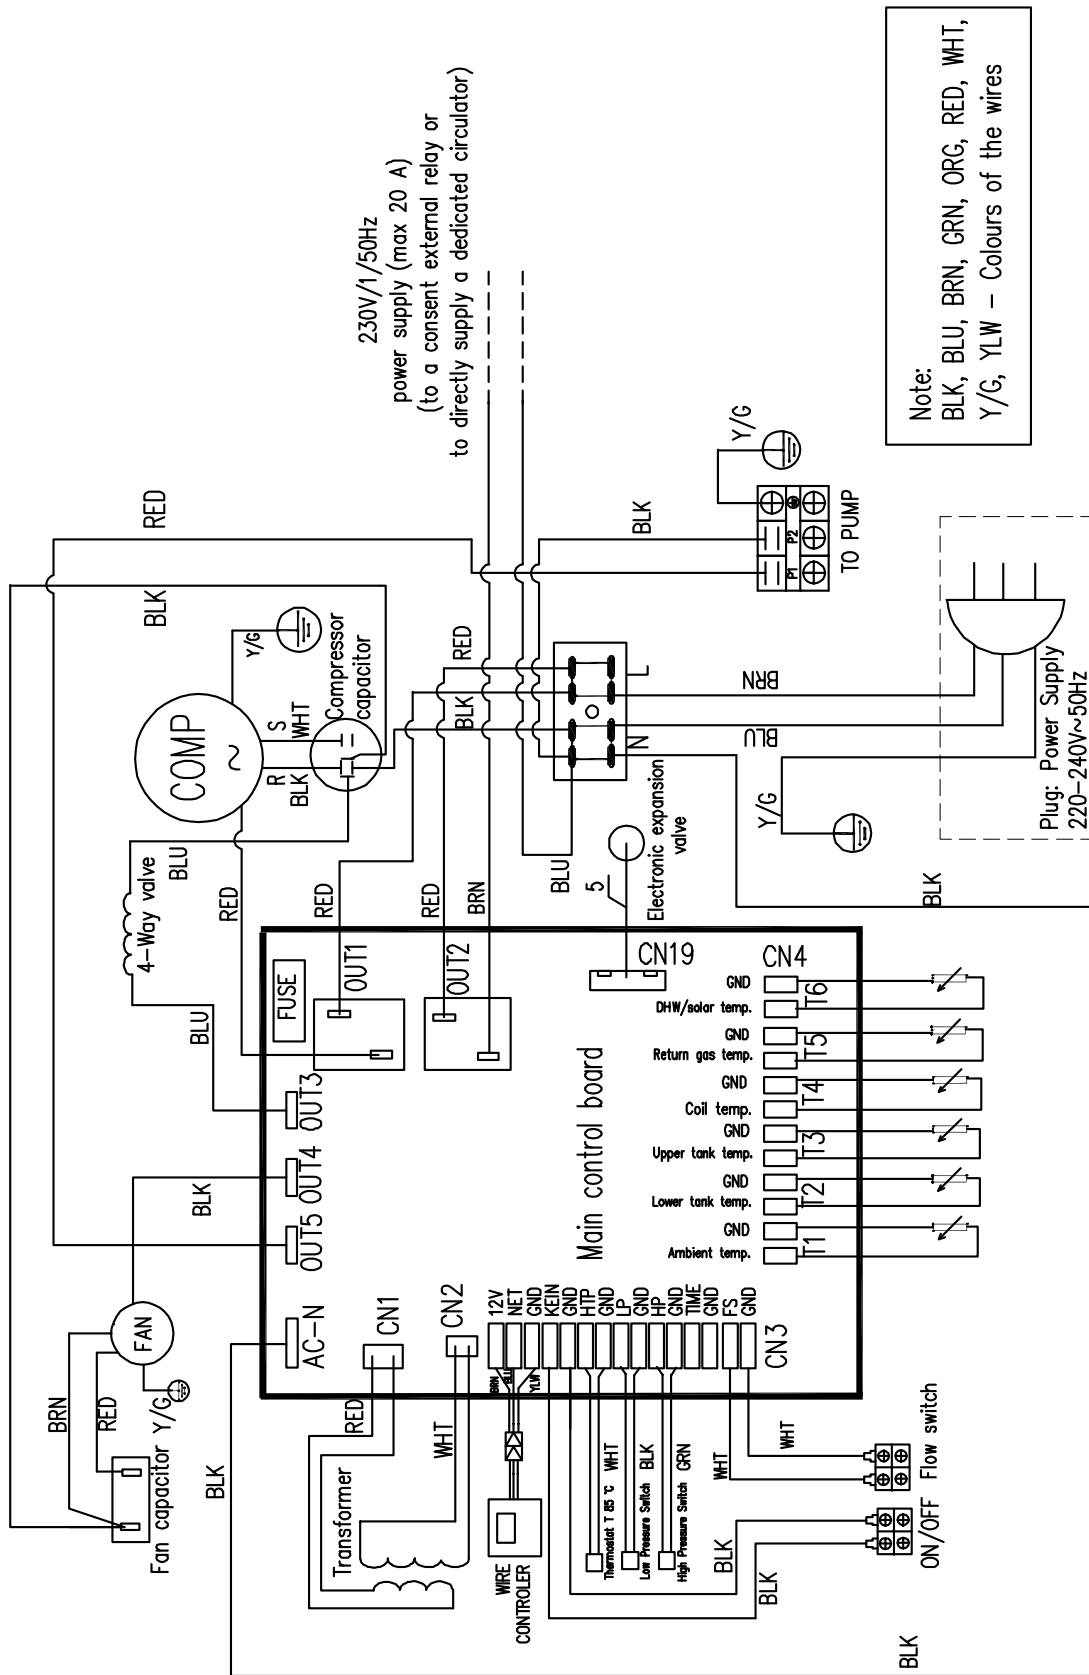 230V/1/50Hz
power supply (max 20 A)
(to a consent external relay or
to directly supply a dedicated circulator)
Note:
BLK, BLU, BRN, GRN, ORG, RED, WHT,
Y/G, YLW – Colours of the wires
RED
BLK
Y/G
COMP
~
S
WHT
R
BLK
Compressor
capacitor
BLU
4-Way valve
RED
BLU
RED
BLK
RED
RED
BRN
BLU
L
N
BLK
Y/G
P1
P2
TO PUMP
BRN
BLU
Y/G
Plug: Power Supply
220-240V~50Hz
BLK
5
Electronic expansion
valve
FUSE
OUT1
OUT2
OUT3
OUT4
OUT5
AC-N
BLK
FAN
BRN
RED
Y/G
Fan capacitor
BLK
Main control board
CN19
CN4
GND
DHW/solar temp.
T6
GND
Return gas temp.
T5
GND
Coil temp.
T4
GND
Upper tank temp.
T3
GND
Lower tank temp.
T2
GND
Ambient temp.
T1
CN1
CN2
12V
NET
GND
KEIN
GND
HTP
GND
LP
GND
HP
GND
TIME
GND
FS
GND
CN3
RED
WHT
Transformer
BRN
BLU
YLW
WIRE
CONTROLER
Thermostat T 85 ℃
WHT
Low Pressure Switch
BLK
High Pressure Switch
GRN
WHT
WHT
BLK
BLK
Flow switch
ON/OFF
BLK